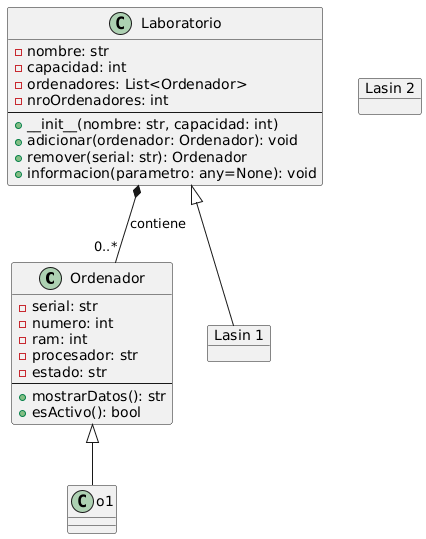 Laboratorio
nombre: str
capacidad: int
ordenadores: List<Ordenador>
nroOrdenadores: int
__init__(nombre: str, capacidad: int)
adicionar(ordenador: Ordenador): void
remover(serial: str): Ordenador
informacion(parametro: any=None): void
Lasin 2
contiene
0..*
Ordenador
serial: str
numero: int
ram: int
procesador: str
estado: str
mostrarDatos(): str
esActivo(): bool
Lasin 1
o1